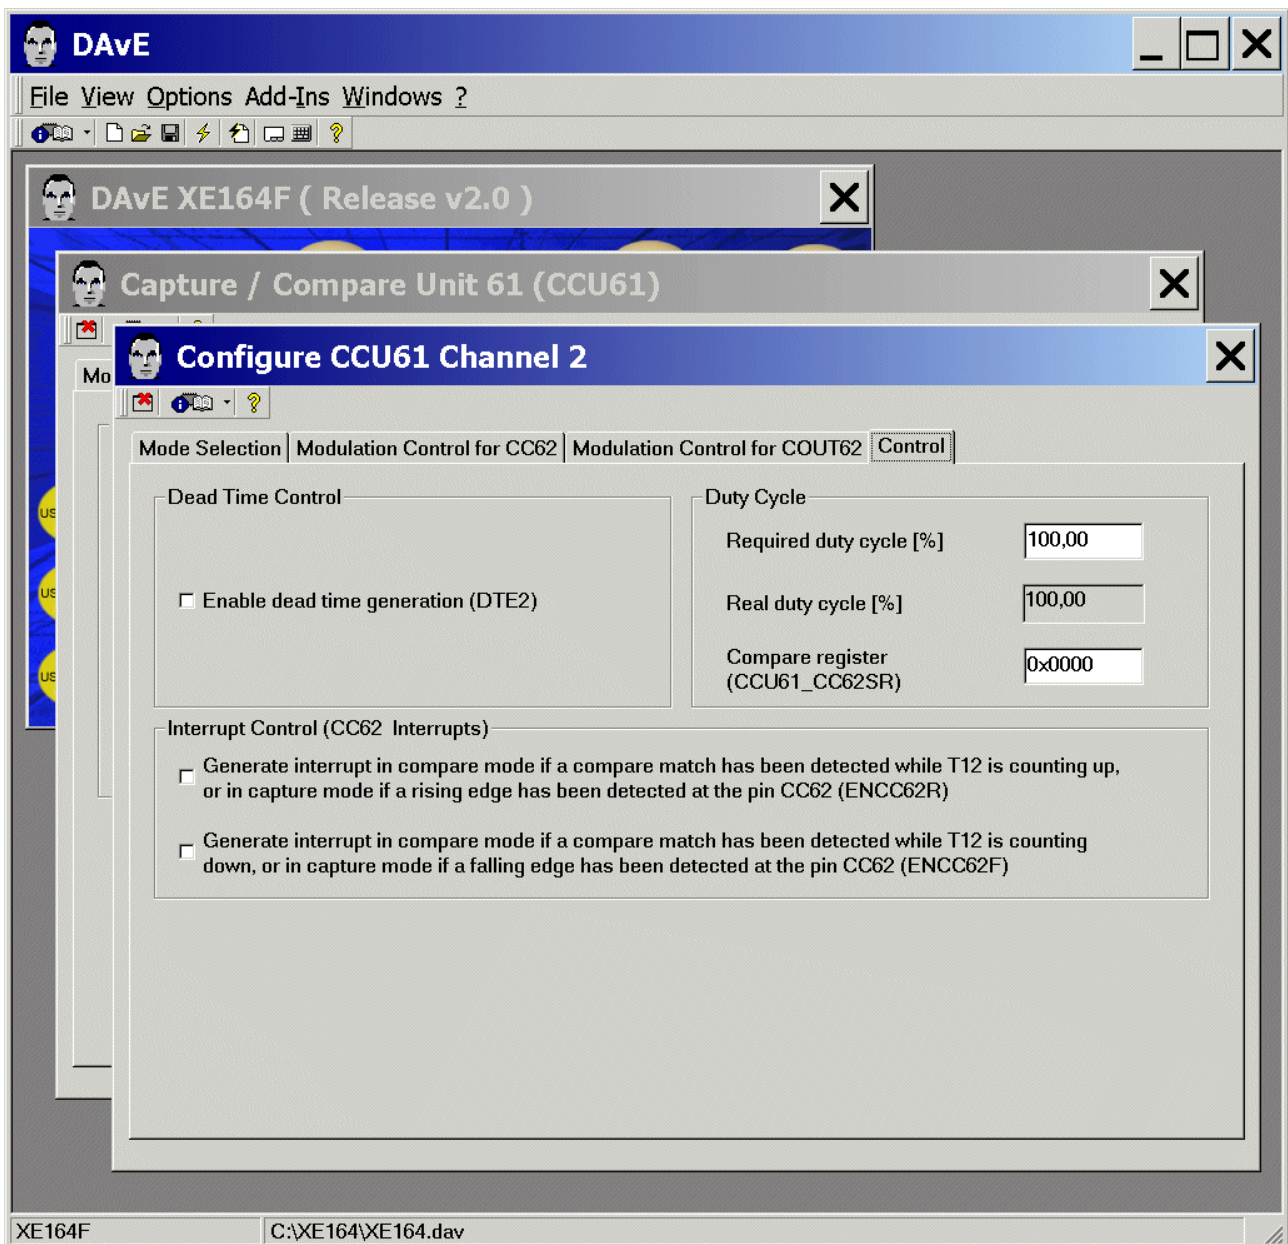 DAvE
File View Options Add-Ins Windows ?
DAvE XE164F ( Release v2.0 )
Capture / Compare Unit 61 (CCU61)
Configure CCU61 Channel 2
Mo
Mode Selection Modulation Control for CC62 Modulation Control for COUT62 Control
Dead Time Control
Enable dead time generation (DTE2)
Duty Cycle
Required duty cycle [%] 100,00
Real duty cycle [%] 100,00
Compare register
(CCU61_CC62SR) 0x0000
US
US
US
Interrupt Control (CC62 Interrupts)
Generate interrupt in compare mode if a compare match has been detected while T12 is counting up,
or in capture mode if a rising edge has been detected at the pin CC62 (ENCC62R)
Generate interrupt in compare mode if a compare match has been detected while T12 is counting
down, or in capture mode if a falling edge has been detected at the pin CC62 (ENCC62F)
XE164F C:\XE164\XE164.dav